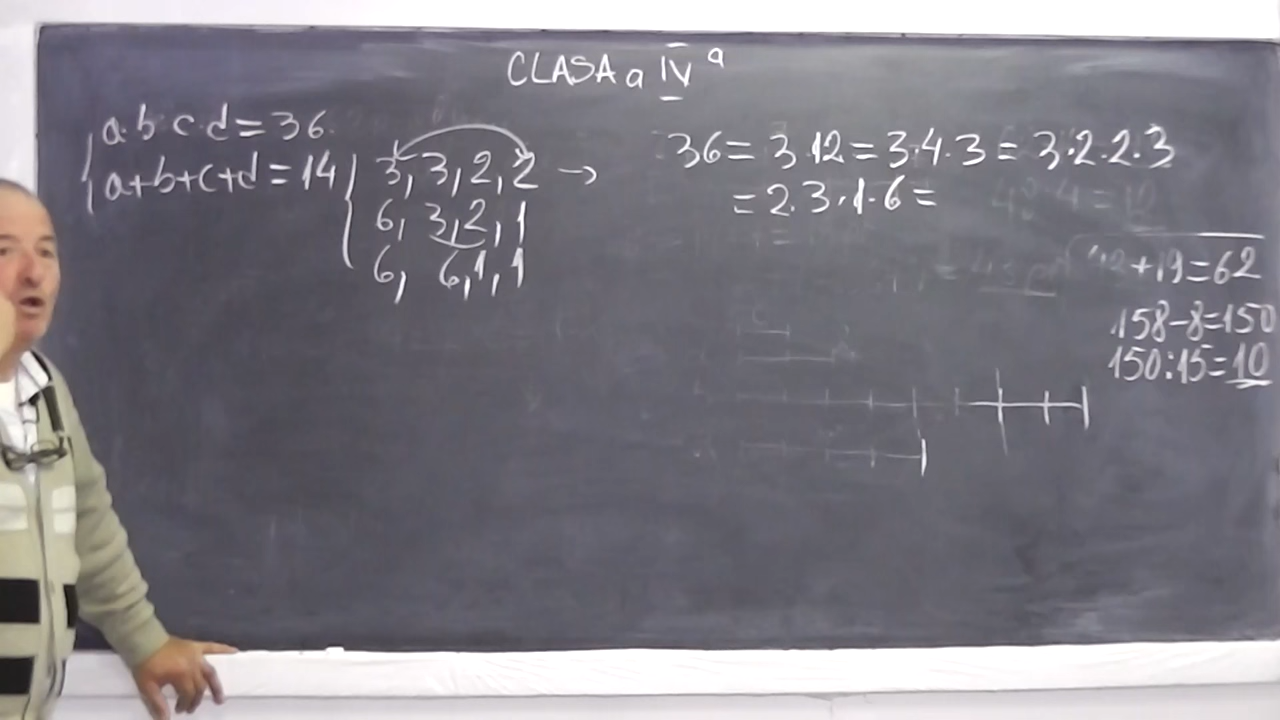 CLASA a IV a
a·b·c·d=36
a+b+c+d=14
3,3,2,2 →
6, 3,2,1
6, 6,1,1
36=3·12=3·4·3=3·2·2·3
=2·3·1·6=
+19=62
158-8=150
150:15=10